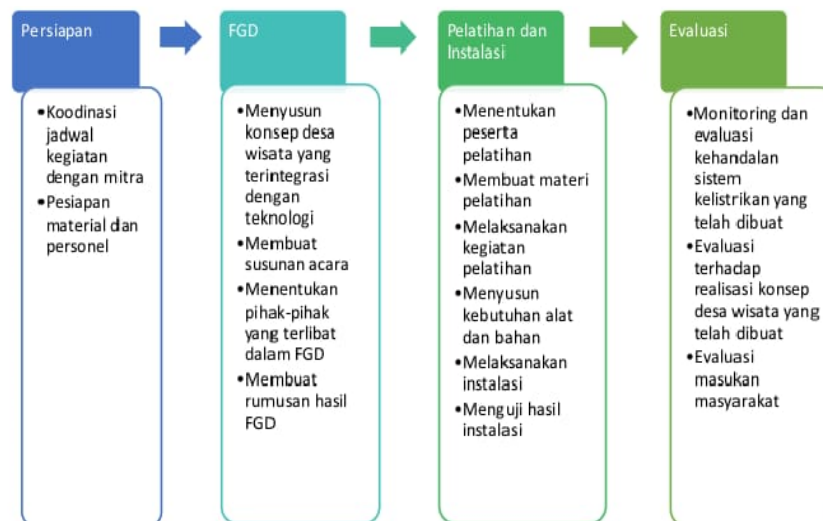 Persiapan
•Koodinasi
jadwal
kegiatan
dengan mitra
•Pesiapan
material dan
personel
FGD
•Menyusun
konsep desa
wisata yang
terintegrasi
dengan
teknologi
•Membuat
susunan acara
•Menentukan
pihak-pihak
yang terlibat
dalam FGD
•Membuat
rumusan hasil
FGD
Pelatihan dan
Instalasi
•Menentukan
peserta
pelatihan
•Membuat materi
pelatihan
•Melaksanakan
kegiatan
pelatihan
•Menyusun
kebutuhan alat
dan bahan
•Melaksanakan
instalasi
•Menguji hasil
instalasi
Evaluasi
•Monitoring dan
evaluasi
kehandalan
sistem
kelistrikan yang
telah dibuat
•Evaluasi
terhadap
realisasi konsep
desa wisata yang
telah dibuat
•Evaluasi
masukan
masyarakat